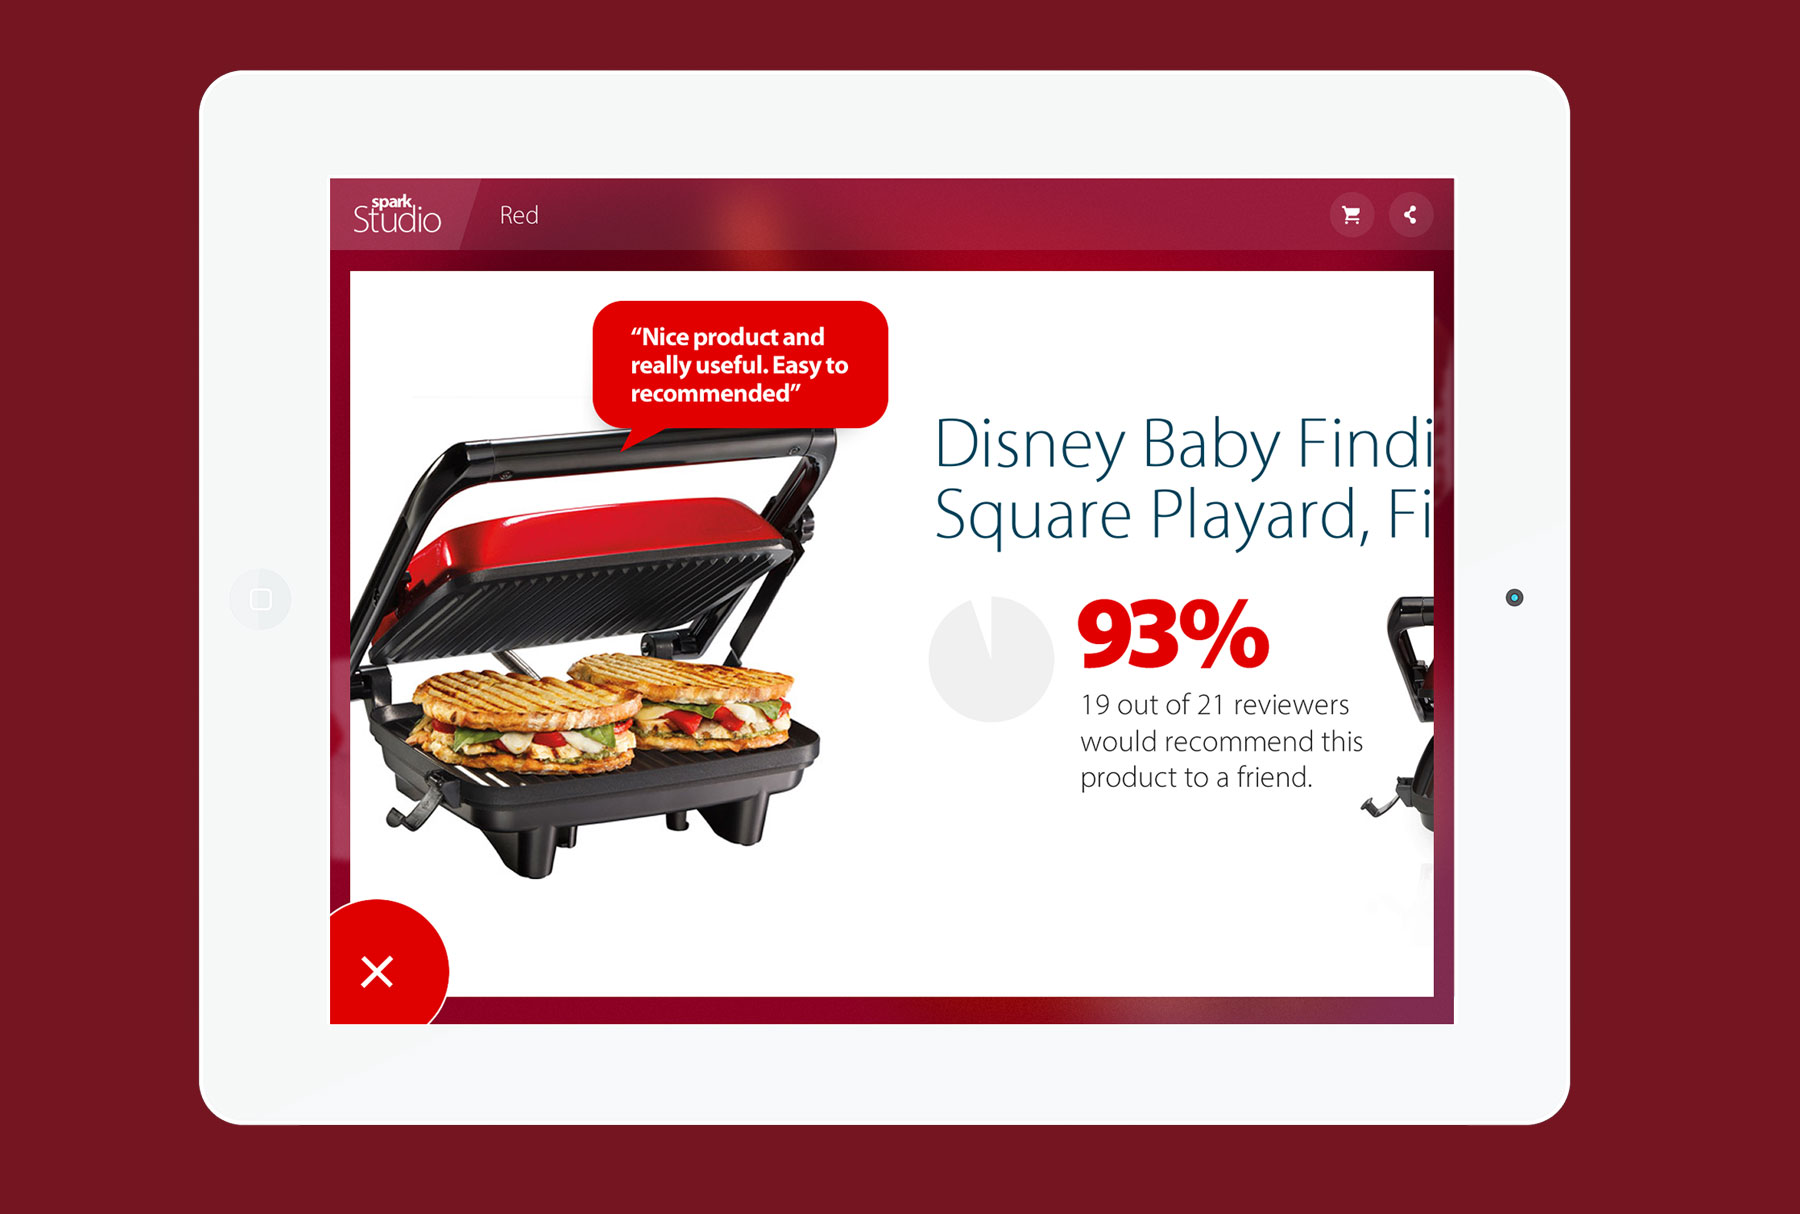 spark
Studio
Red
“Nice product and
really useful. Easy to
recommended”
Disney Baby Findi
Square Playard, Fi
93%
19 out of 21 reviewers
would recommend this
product to a friend.